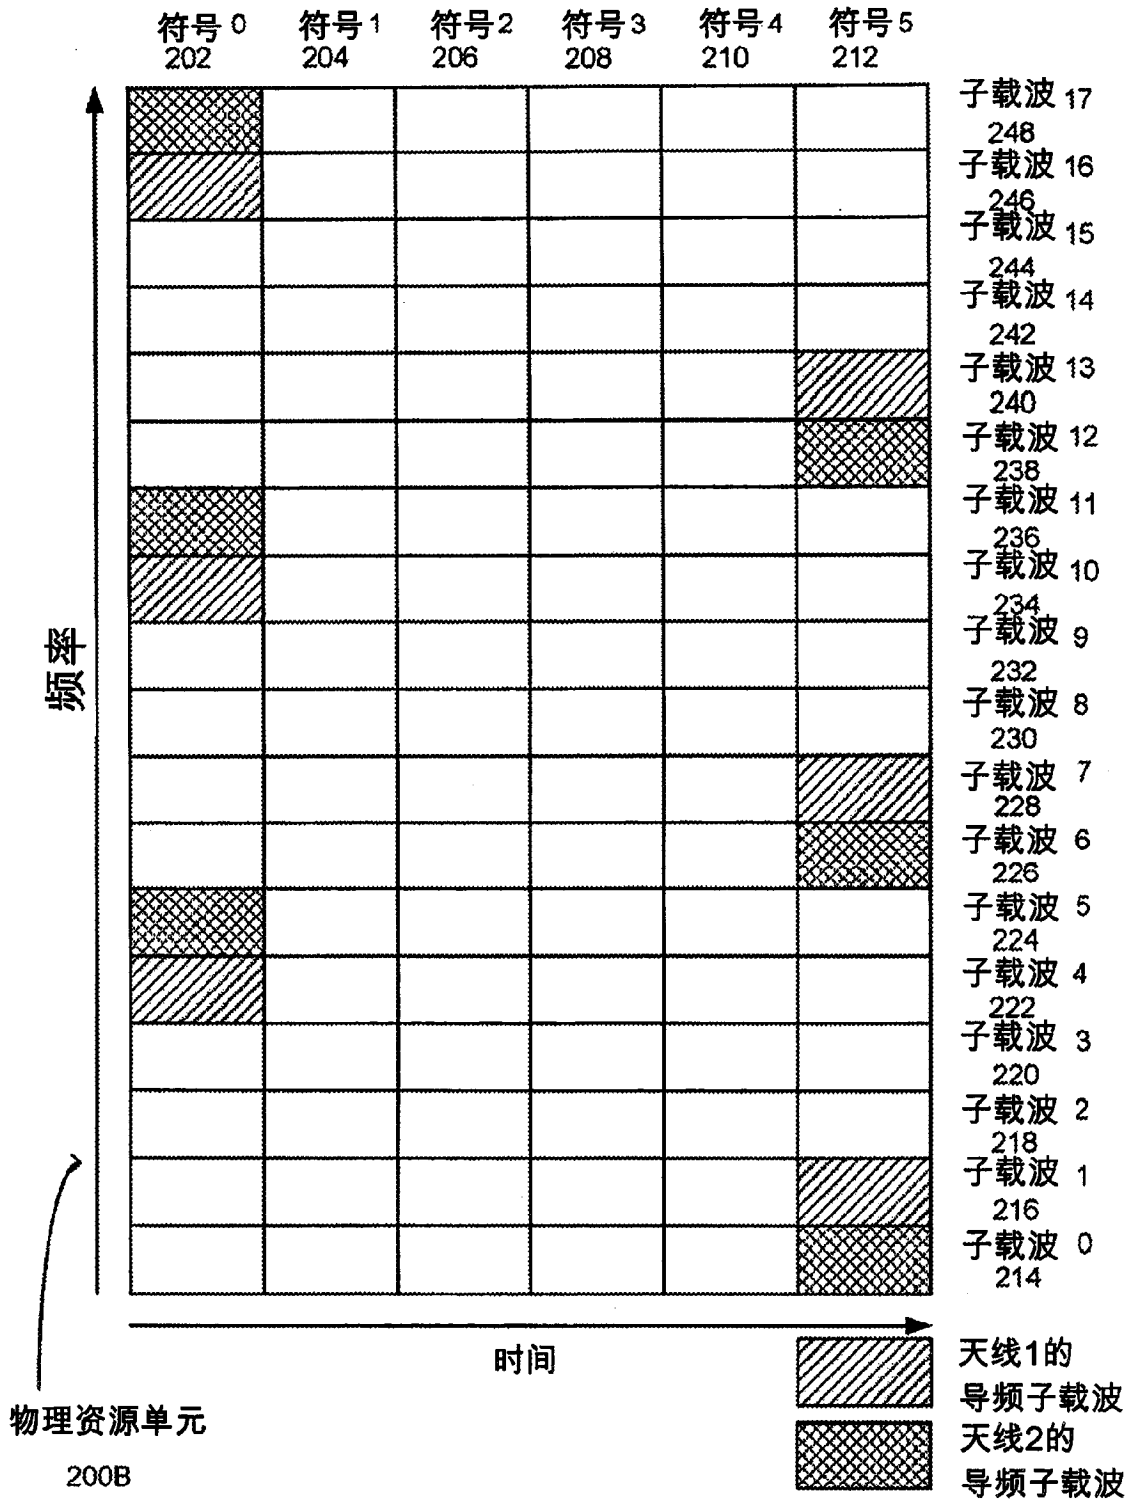 符号0 符号1 符号2 符号3 符号4 符号5
202 204 206 208 210 212
子载波 17
248
子载波 16
246
子载波 15
244
子载波 14
242
子载波 13
240
子载波 12
238
子载波 11
236
子载波 10
234
子载波 9
232
子载波 8
230
子载波 7
228
子载波 6
226
子载波 5
224
子载波 4
222
子载波 3
220
子载波 2
218
子载波 1
216
子载波 0
214
频率
时间
物理资源单元
200B
天线1的
导频子载波
天线2的
导频子载波